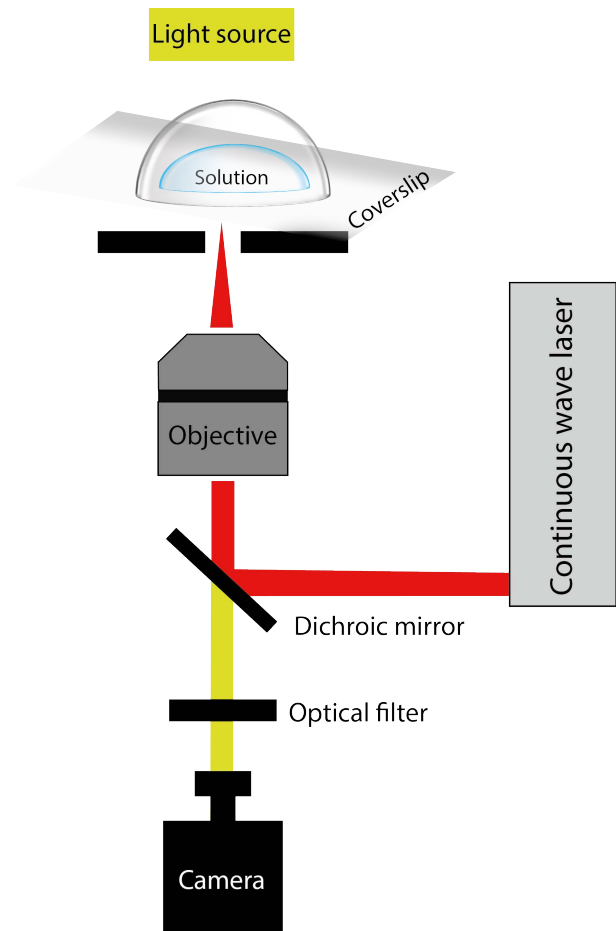 Light source
Solution
Coverslip
Continuous wave laser
Objective
Dichroic mirror
Optical filter
Camera